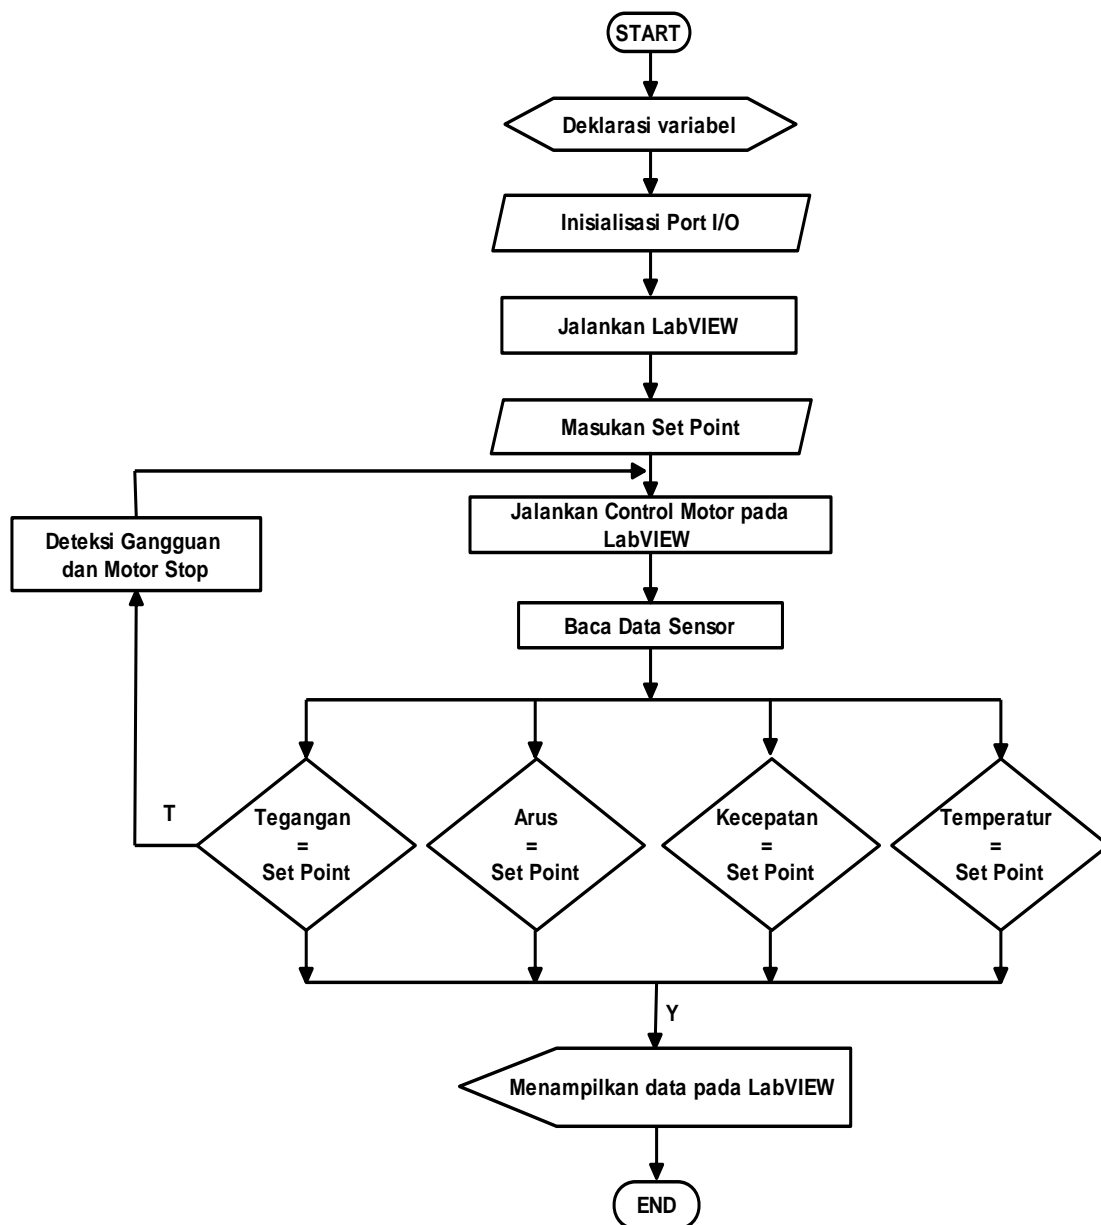 START
Deklarasi variabel
Inisialisasi Port I/O
Jalankan LabVIEW
Masukan Set Point
Jalankan Control Motor pada
LabVIEW
Deteksi Gangguan
dan Motor Stop
Baca Data Sensor
T
Tegangan
=
Set Point
Arus
=
Set Point
Kecepatan
=
Set Point
Temperatur
=
Set Point
Y
Menampilkan data pada LabVIEW
END